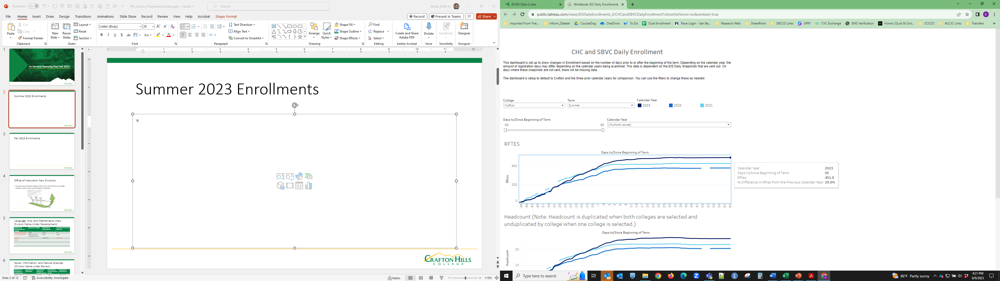 AutoSave On KW_Admin_PresentationSlides.pptx • Saved Search Wurtz, Keith A.
File Home Insert Draw Design Transitions Animations Slide Show Record Review View Help Acrobat Shape Format Record Present in Teams Share
Paste Cut Copy Format Painter Clipboard
New Slide Reuse Slides Layout Reset Section Slides
Calibri (Body) 28 Font
Text Direction Align Text Convert to SmartArt Paragraph
Arrange Quick Styles Shape Fill Shape Outline Shape Effects Drawing
Find Replace Select Editing
Create and Share Adobe PDF Adobe Acrobat
Dictate Voice
Sensitivity Sensitivity
Designer Designer
1
In-Service Opening Day Fall 2023
2
Summer 2023 Enrollments
3
Fall 2023 Enrollments
4
Office of Instruction New Divisions
• Purpose was to better balance the FTE in each division and align divisions with Career and Academic Pathways
5
Language, Arts, and Mathematics (New
Division Name Under Development)
6
Social, Information, and Natural Sciences
(Division Name under Review)
Summer 2023 Enrollments
CRAFTON HILLS
COLLEGE
Slide 2 of 12 Accessibility: Investigate Notes 113%
BORG Data Cubes Workbook: EIS Daily Enrollments
public.tableau.com/views/EISDailyEnrollments_0/CHCandSBVCDailyEnrollment?:showVizHome=no&:embed=true
Imported From Fire... Inform_Datatel CourseDog OneDrive To Do Dual Enrollment Rave Login - San Be... Research Web SharePoint SBCCD Links SPRY CVC Exchange EMS Verification Home | Duck & Owl... CCCCO ACCJC Links Transfers
CHC and SBVC Daily Enrollment
This dashboard is set up to show changes in Enrollment based on the number of days prior to or after the beginning of the term. Depending on the calendar year, the
amount of registration days may differ depending on the calendar years being examined. This data is dependent on the EIS Daily Snapshots that are sent out. On
days where these snapshots are not sent, there will be missing data.
The dashboard is setup to default to Crafton and the three prior calendar years for comparison. You can use the filters to change these as needed.
College Term Calendar Year
Crafton Summer 2023 2022 2021
Days to/Since Beginning of Term Calendar Year
-50 65 (Multiple values)
RFTES
Days to/Since Beginning of Term
Rftes
400
200
0
-49 -46 -43 -40 -37 -34 -31 -28 -25 -22 -19 -16 -13 -10 -7 -4 -1 2 5 8 11 14 17 20 23 26 29 32 35 38 41 44 47 50 53 56 59 62 65
Calendar Year: 2023
Days to/Since Beginning of Term: 65
Rftes: 491.8
% Difference in Rftes from the Previous Calendar Year: 29.6%
Headcount (Note: Headcount is duplicated when both colleges are selected and
unduplicated by college when one college is selected.)
Days to/Since Beginning of Term
Headcount
2K
1K
Type here to search
86°F Partly sunny
4:21 PM
8/9/2023